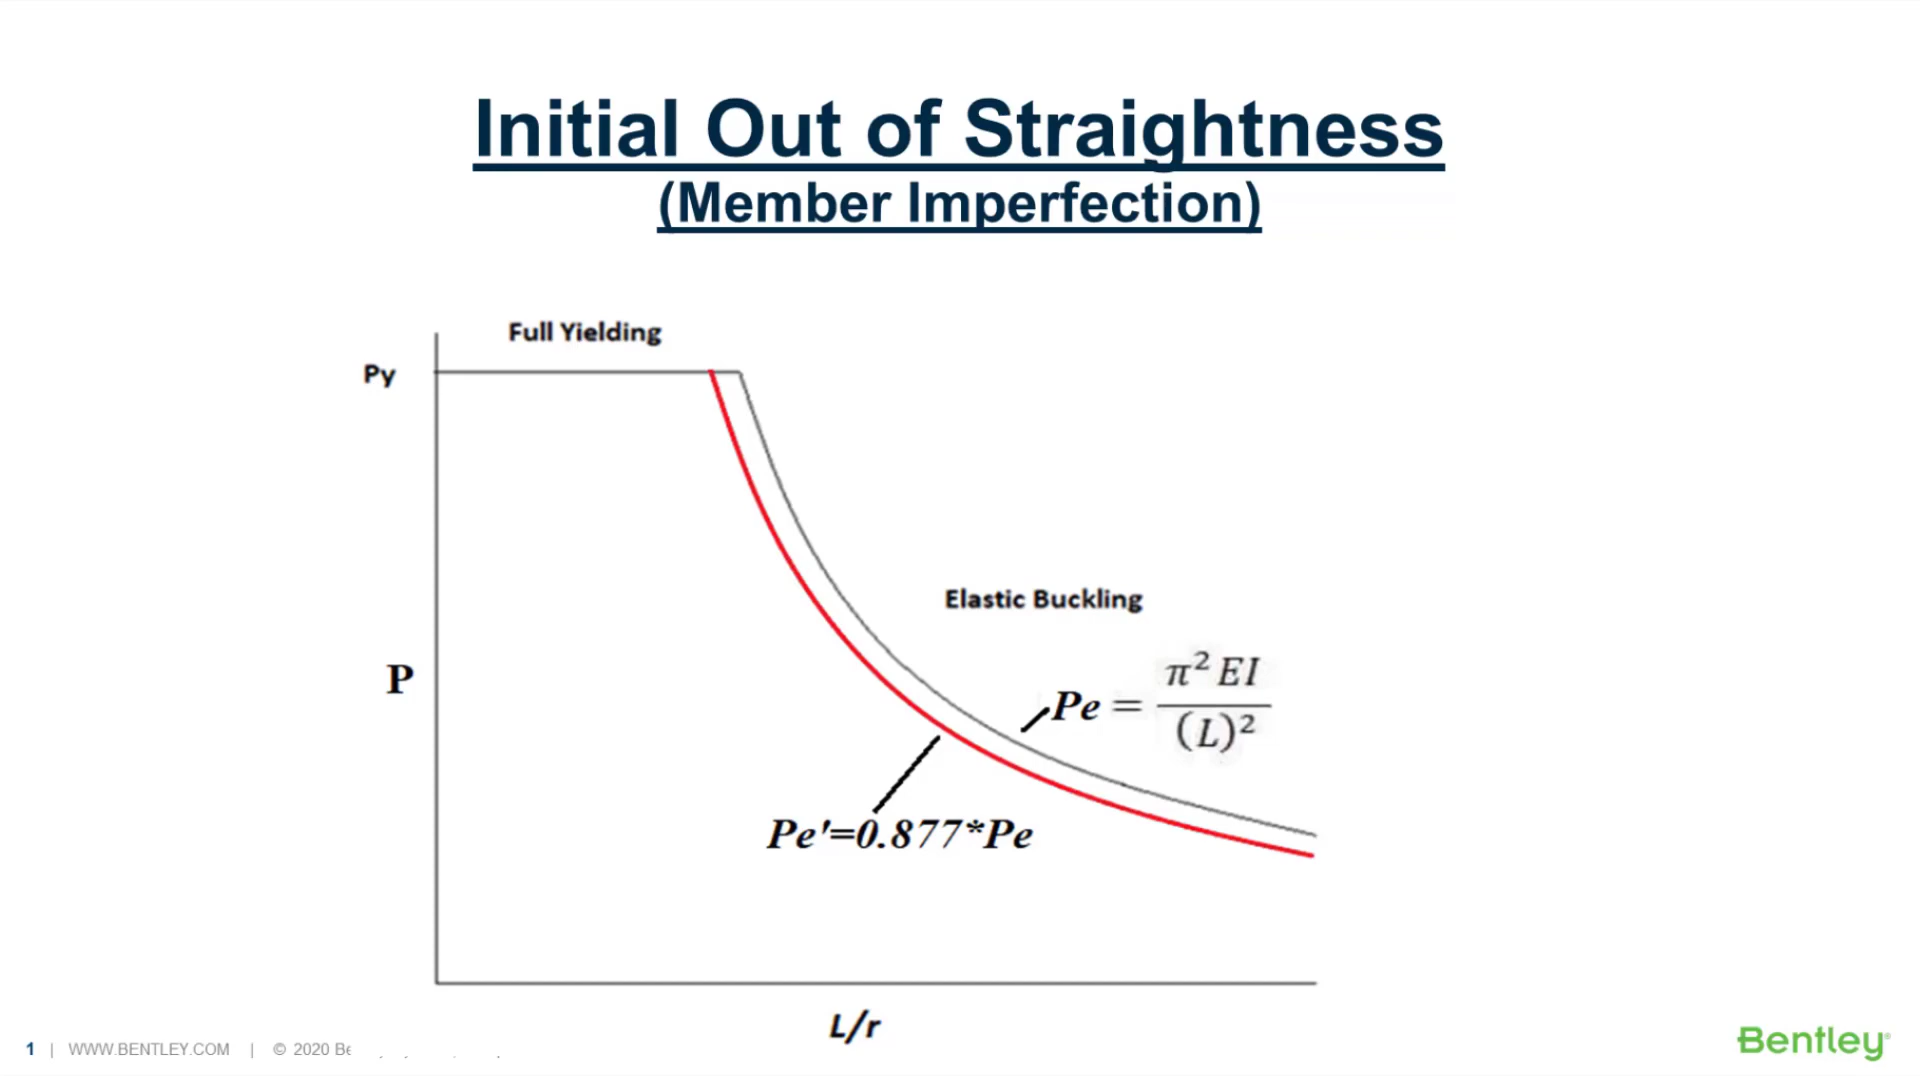 Initial Out of Straightness
(Member Imperfection)
Full Yielding
Py
Elastic Buckling
P
Pe = π² EI / (L)²
Pe'=0.877*Pe
L/r
1 | WWW.BENTLEY.COM | © 2020
Bentley